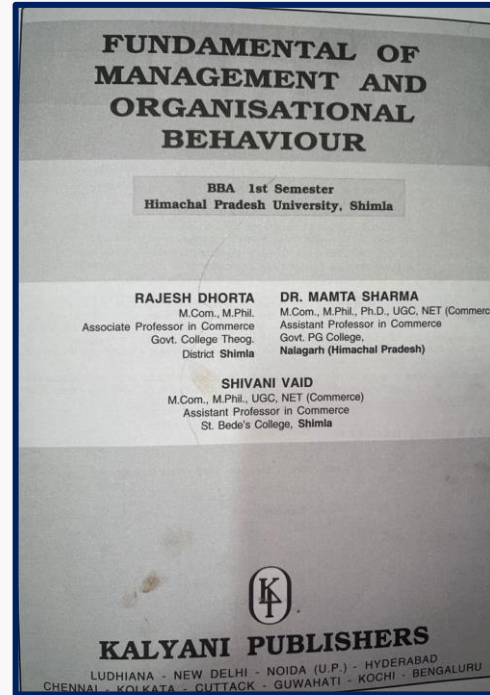 FUNDAMENTAL OF
MANAGEMENT AND
ORGANISATIONAL
BEHAVIOUR
BBA 1st Semester
Himachal Pradesh University, Shimla
RAJESH DHORTA
M.Com., M.Phil.
Associate Professor in Commerce
Govt. College Theog.
District Shimla
DR. MAMTA SHARMA
M.Com., M.Phil., Ph.D., UGC, NET (Commerc
Assistant Professor in Commerce
Govt. PG College,
Nalagarh (Himachal Pradesh)
SHIVANI VAID
M.Com., M.Phil., UGC, NET (Commerce)
Assistant Professor in Commerce
St. Bede's College, Shimla
KALYANI PUBLISHERS
LUDHIANA - NEW DELHI - NOIDA (U.P.) - HYDERABAD
CHENNAI - KOLKATA - CUTTACK - GUWAHATI - KOCHI - BENGALURU